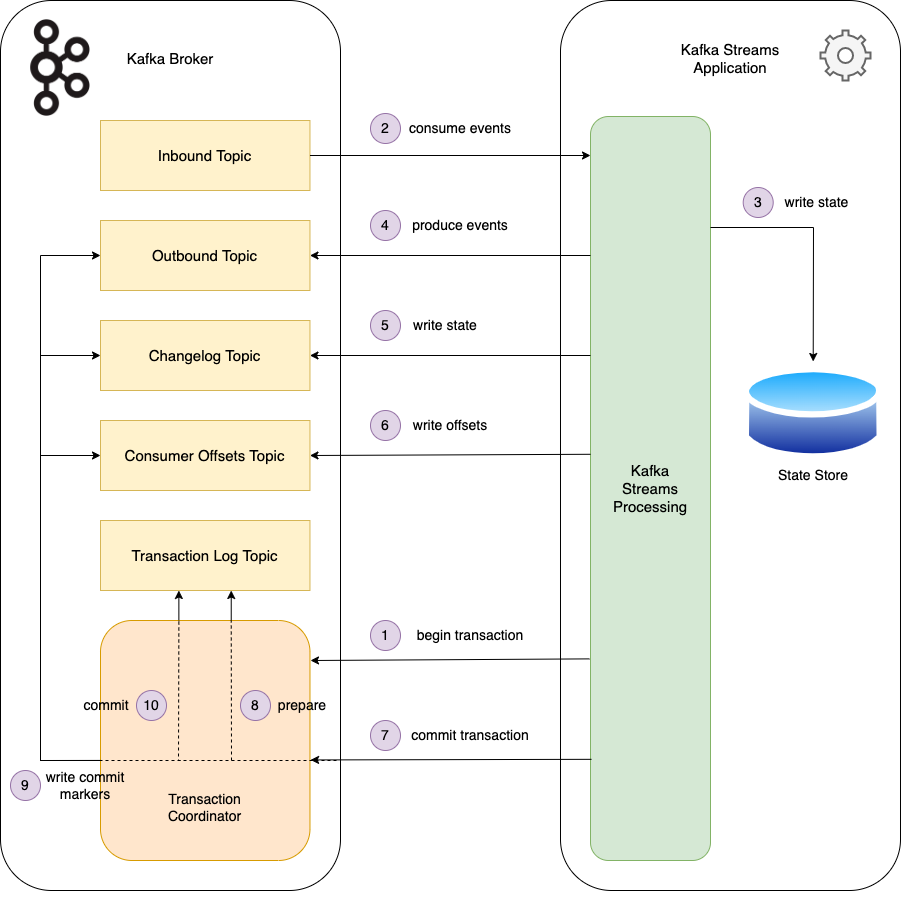 Kafka Broker
Kafka Streams
Application
Inbound Topic
2
consume events
3
write state
Outbound Topic
4
produce events
Changelog Topic
5
write state
Consumer Offsets Topic
6
write offsets
State Store
Kafka
Streams
Processing
Transaction Log Topic
1
begin transaction
commit
10
8
prepare
7
commit transaction
9
write commit
markers
Transaction
Coordinator